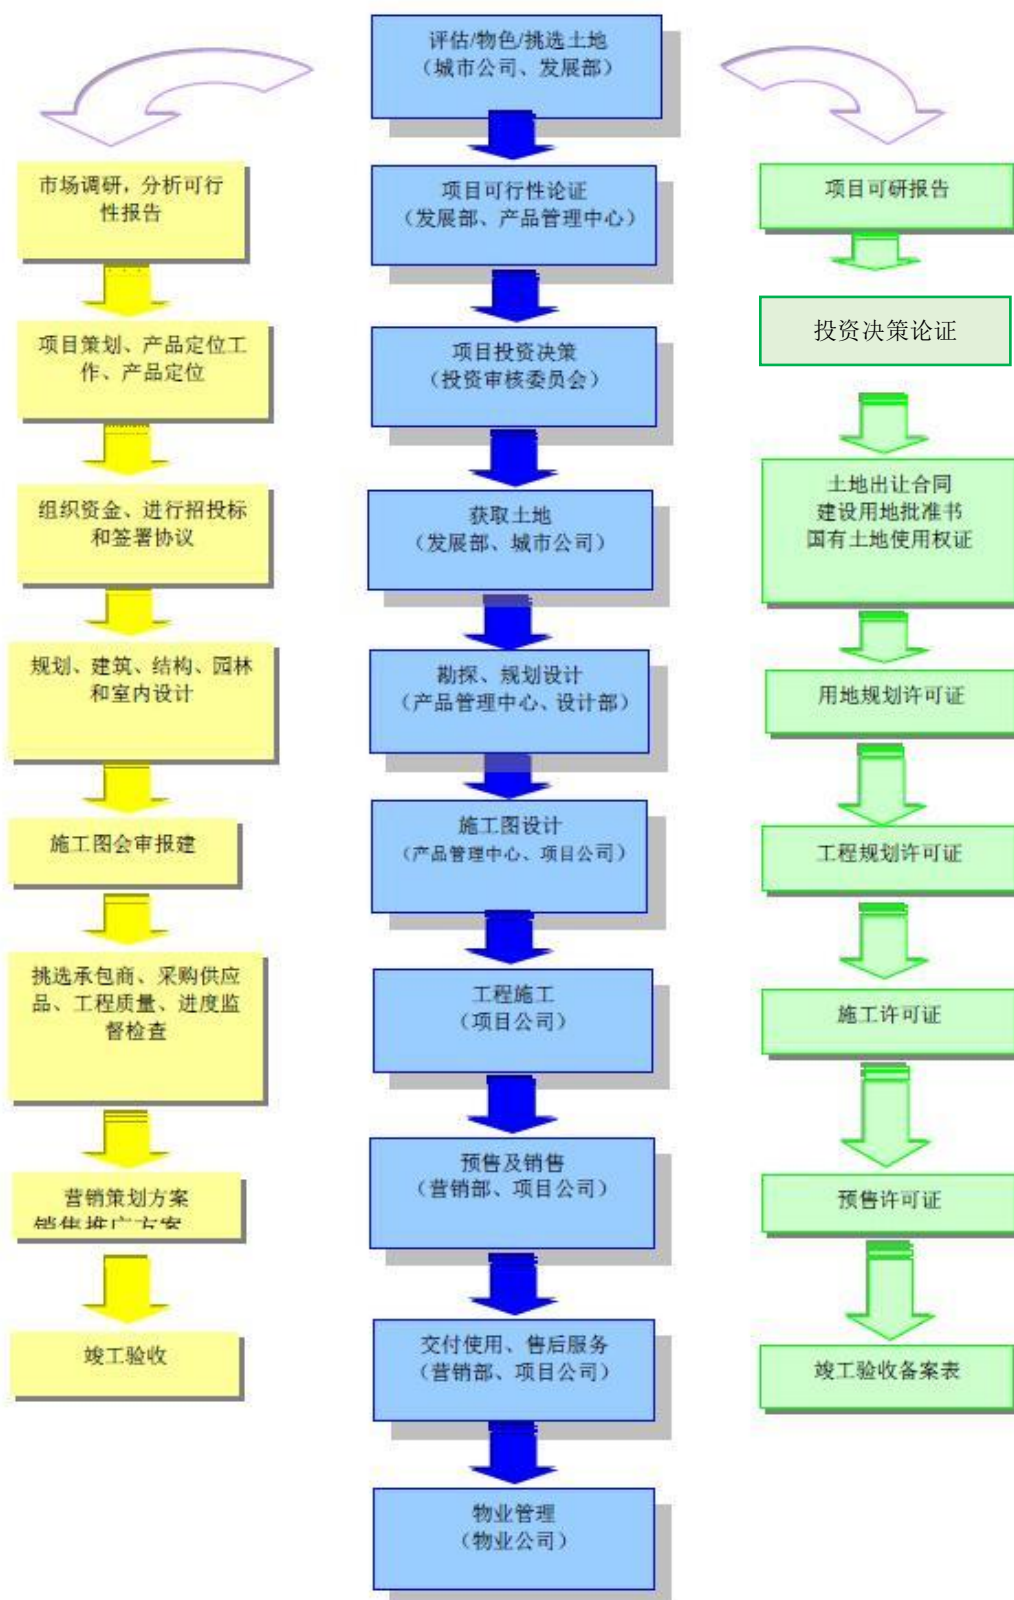 评估/物色/挑选土地
（城市公司、发展部）
市场调研，分析可行
性报告
项目策划、产品定位工
作、产品定位
组织资金、进行招投标
和签署协议
规划、建筑、结构、园林
和室内设计
施工图会审报建
挑选承包商、采购供应
品、工程质量、进度监
督检查
营销策划方案
销售推广方案
竣工验收
项目可行性论证
（发展部、产品管理中心）
项目投资决策
（投资审核委员会）
获取土地
（发展部、城市公司）
勘探、规划设计
（产品管理中心、设计部）
施工图设计
（产品管理中心、项目公司）
工程施工
（项目公司）
预售及销售
（营销部、项目公司）
交付使用、售后服务
（营销部、项目公司）
物业管理
（物业公司）
项目可研报告
投资决策论证
土地出让合同
建设用地批准书
国有土地使用权证
用地规划许可证
工程规划许可证
施工许可证
预售许可证
竣工验收备案表